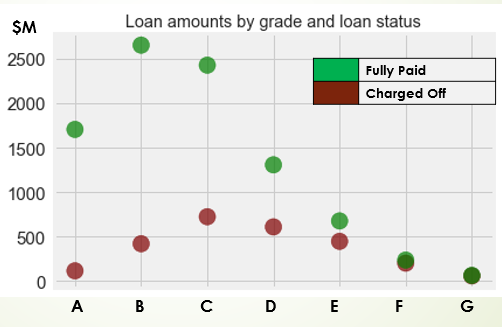 Loan amounts by grade and loan status
$M
2500
2000
1500
1000
500
0
Fully Paid
Charged Off
A B C D E F G